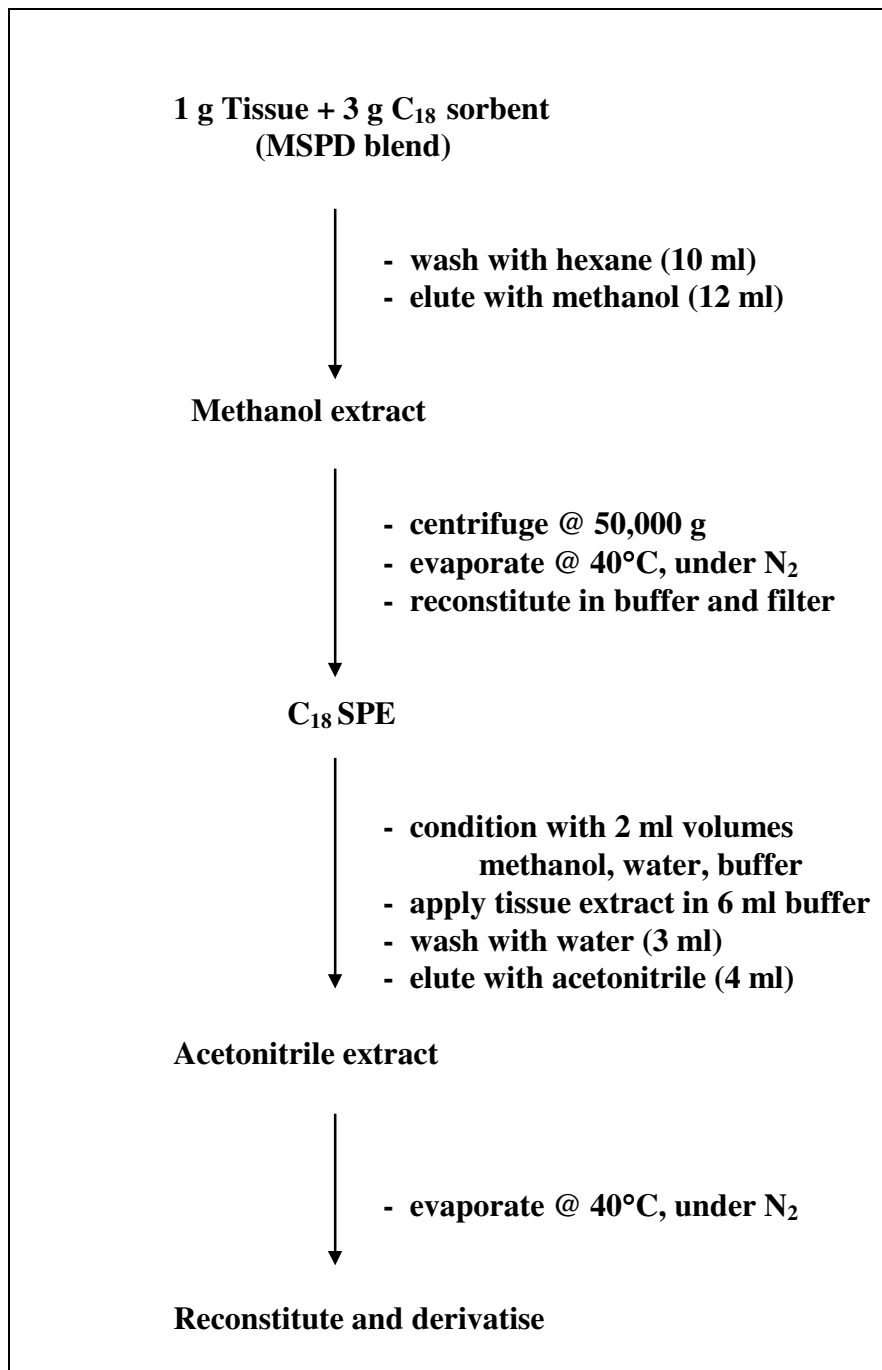 1 g Tissue + 3 g C₁₈ sorbent
(MSPD blend)
- wash with hexane (10 ml)
- elute with methanol (12 ml)
Methanol extract
- centrifuge @ 50,000 g
- evaporate @ 40°C, under N₂
- reconstitute in buffer and filter
C₁₈ SPE
- condition with 2 ml volumes
methanol, water, buffer
- apply tissue extract in 6 ml buffer
- wash with water (3 ml)
- elute with acetonitrile (4 ml)
Acetonitrile extract
- evaporate @ 40°C, under N₂
Reconstitute and derivatise